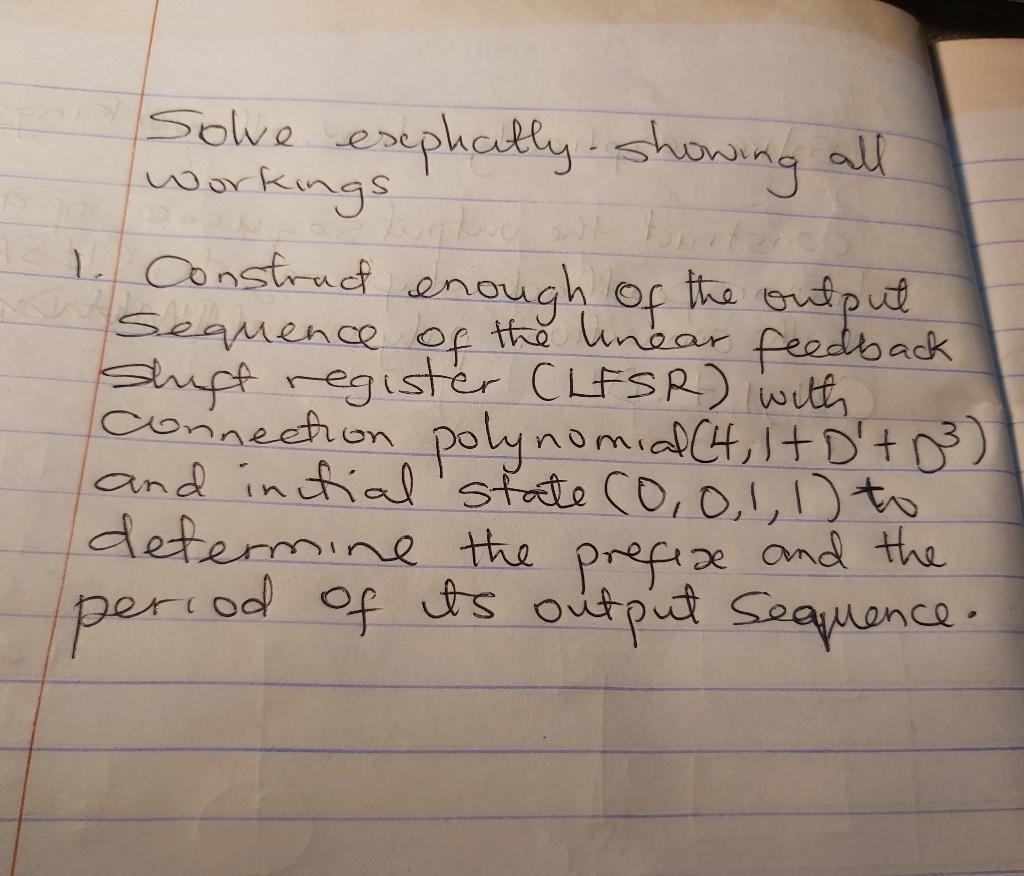 Solve explicitly. showing all
workings
1. Construct enough of the output
sequence of the linear feedback
shift register (LFSR) with
connection polynomial (4, 1 + D' + D³)
and initial state (0, 0, 1, 1) to
determine the prefix and the
period of its output sequence.